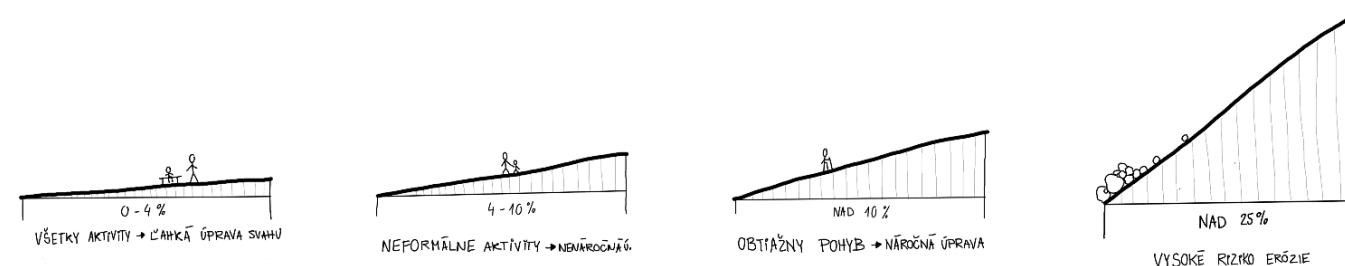 0-4%
VŠETKY AKTIVITY → ĽAHKÁ ÚPRAVA SVAHU
4-10%
NEFORMÁLNE AKTIVITY → NENÁROČNÁ Ú.
NAD 10%
OBTIAŽNY POHYB → NÁROČNÁ ÚPRAVA
NAD 25%
VYSOKÉ RIZIKO ERÓZIE